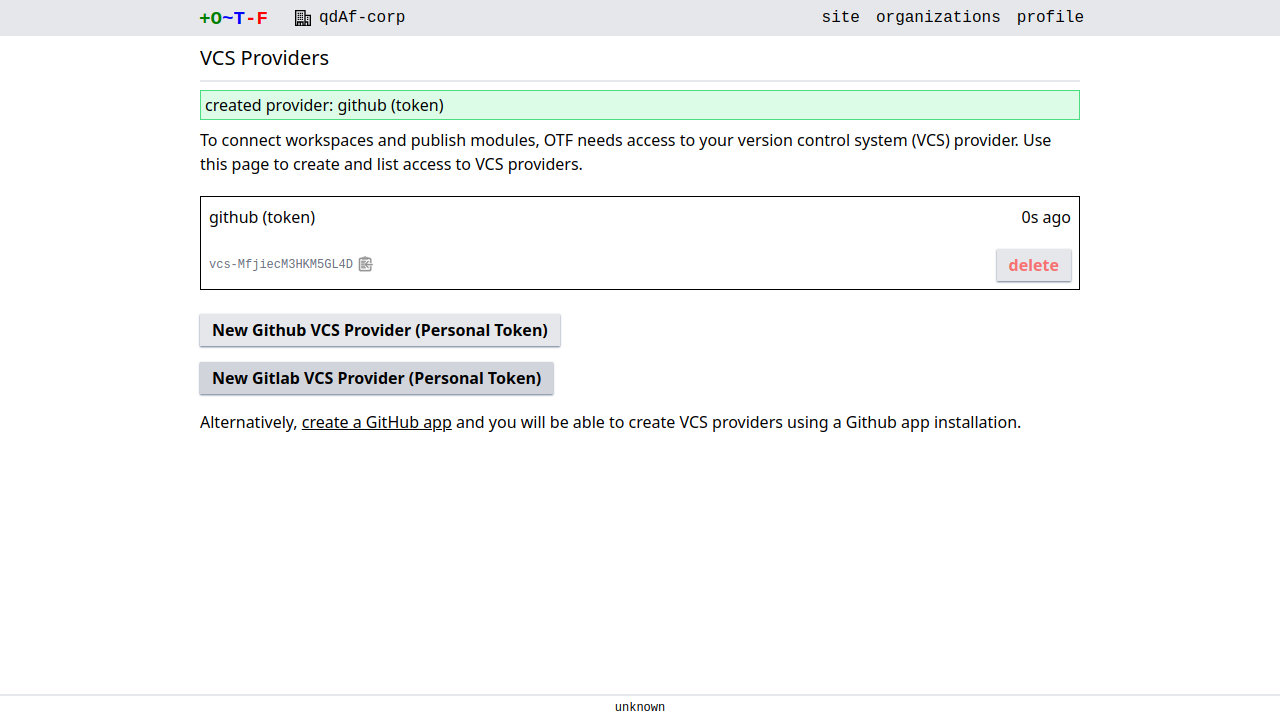 +O~T-F qdAf-corp site organizations profile
VCS Providers
created provider: github (token)
To connect workspaces and publish modules, OTF needs access to your version control system (VCS) provider. Use
this page to create and list access to VCS providers.
github (token) 0s ago
vcs-MfjiecM3HKM5GL4D delete
New Github VCS Provider (Personal Token)
New Gitlab VCS Provider (Personal Token)
Alternatively, create a GitHub app and you will be able to create VCS providers using a Github app installation.
unknown